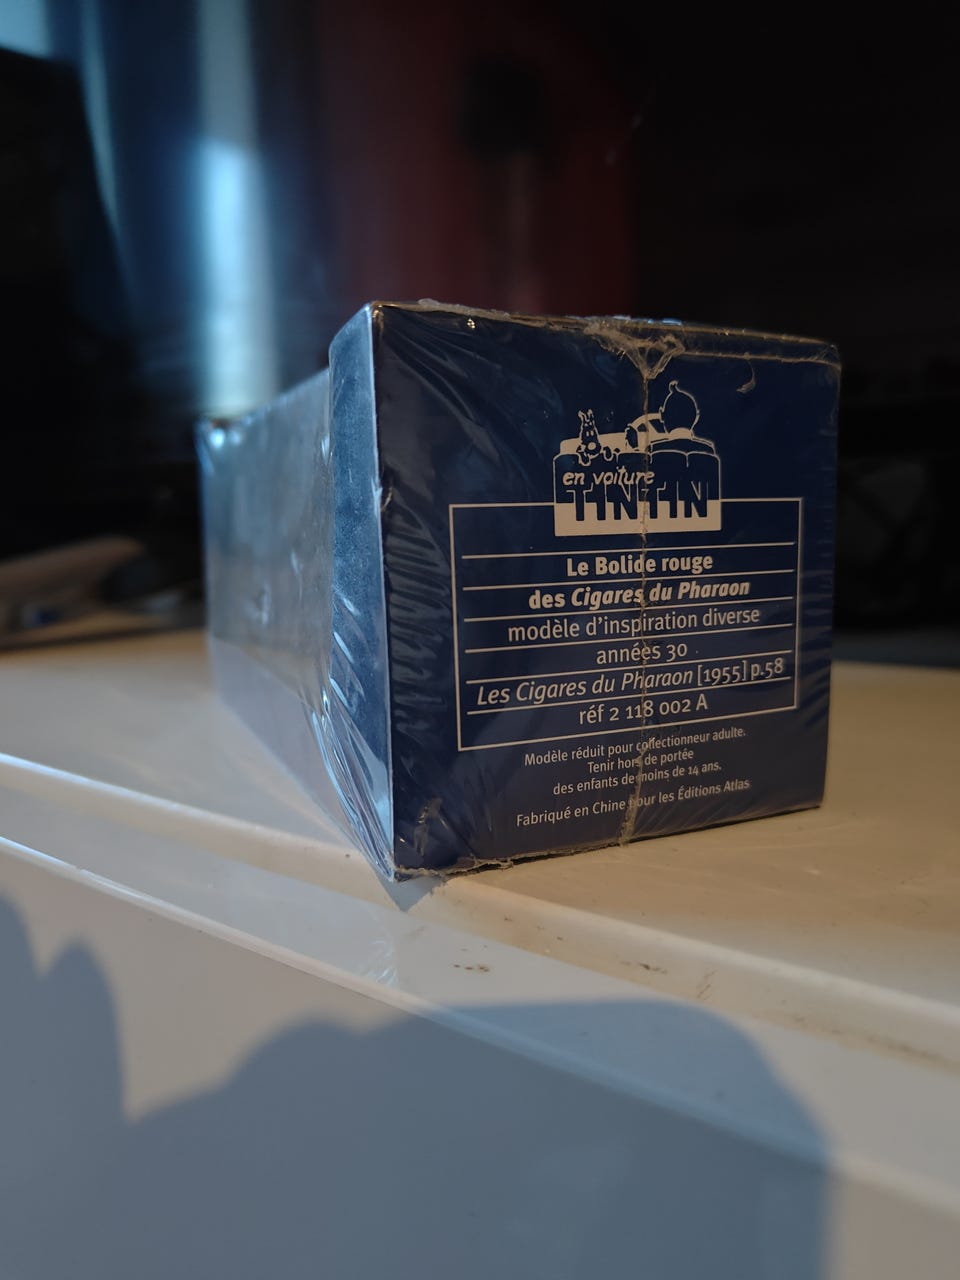 en voiture
TINTIN
Le Bolide rouge
des Cigares du Pharaon
modèle d'inspiration diverse
années 30
Les Cigares du Pharaon [1955] p.58
réf 2 118 002 A
Modèle réduit pour collectionneur adulte.
Tenir hors de portée
des enfants de moins de 14 ans.
Fabriqué en Chine pour les Éditions Atlas